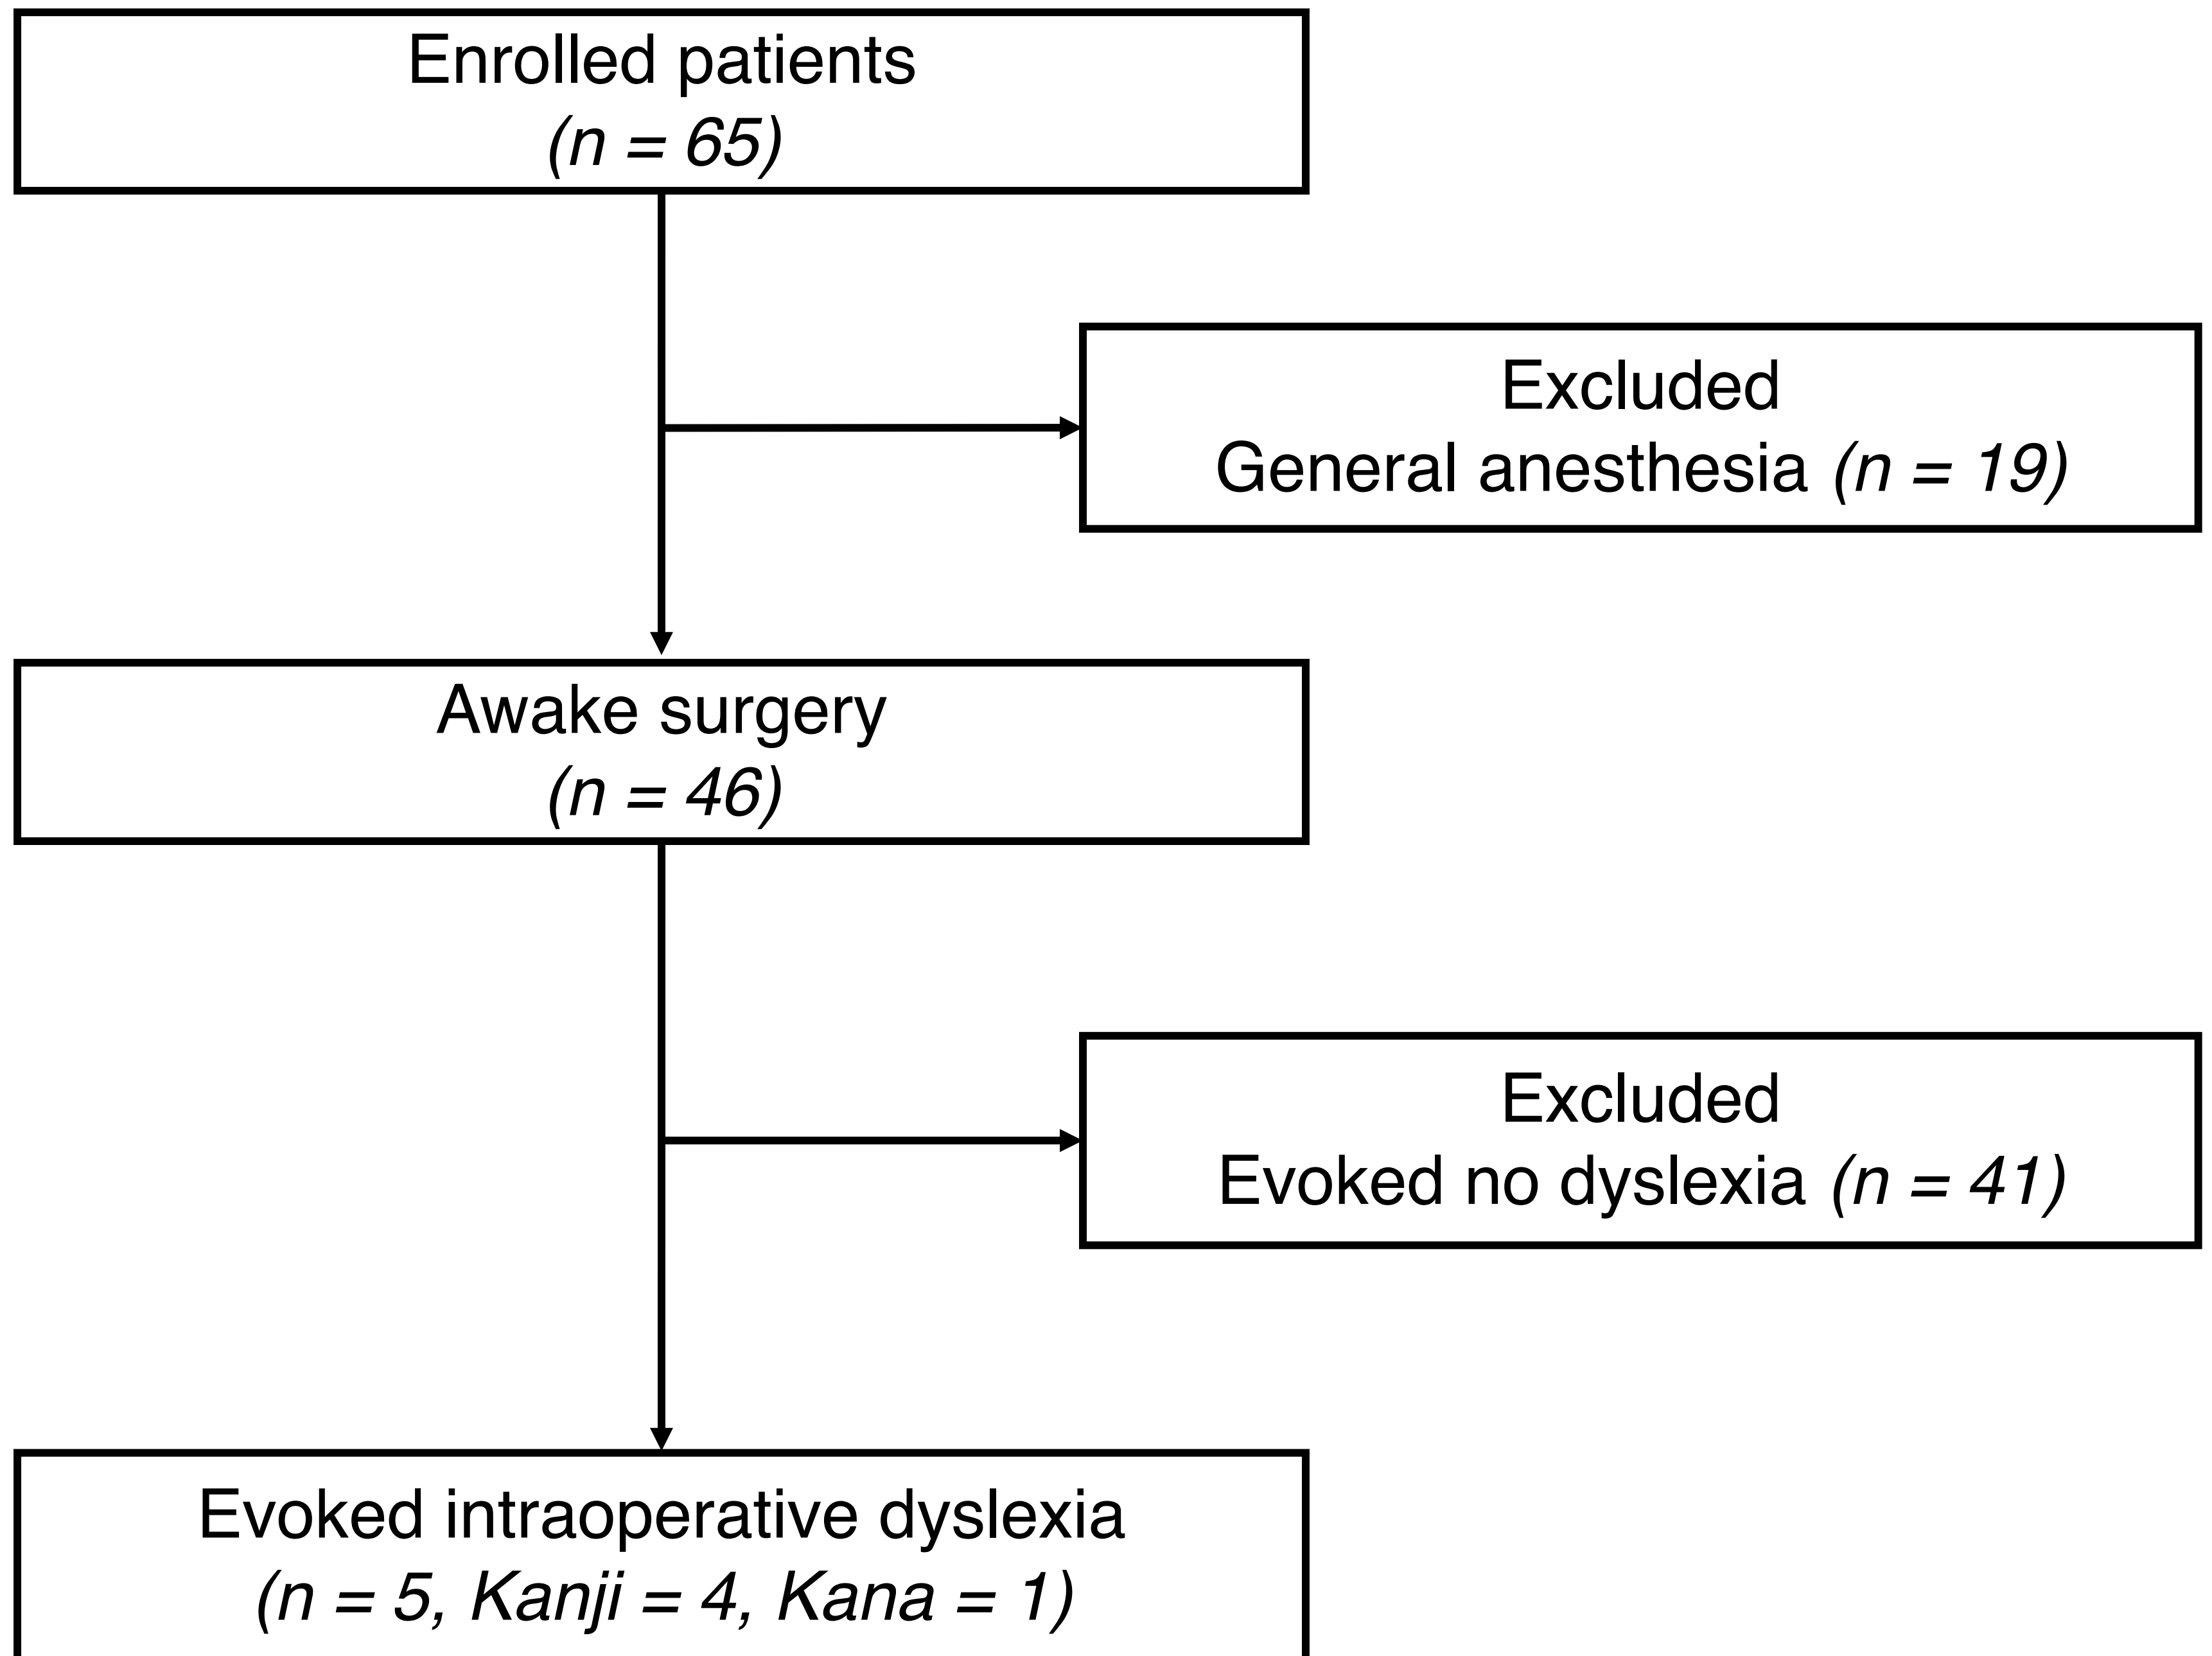 Enrolled patients
(n = 65)
Excluded
General anesthesia (n = 19)
Awake surgery
(n = 46)
Excluded
Evoked no dyslexia (n = 41)
Evoked intraoperative dyslexia
(n = 5, Kanji = 4, Kana = 1)